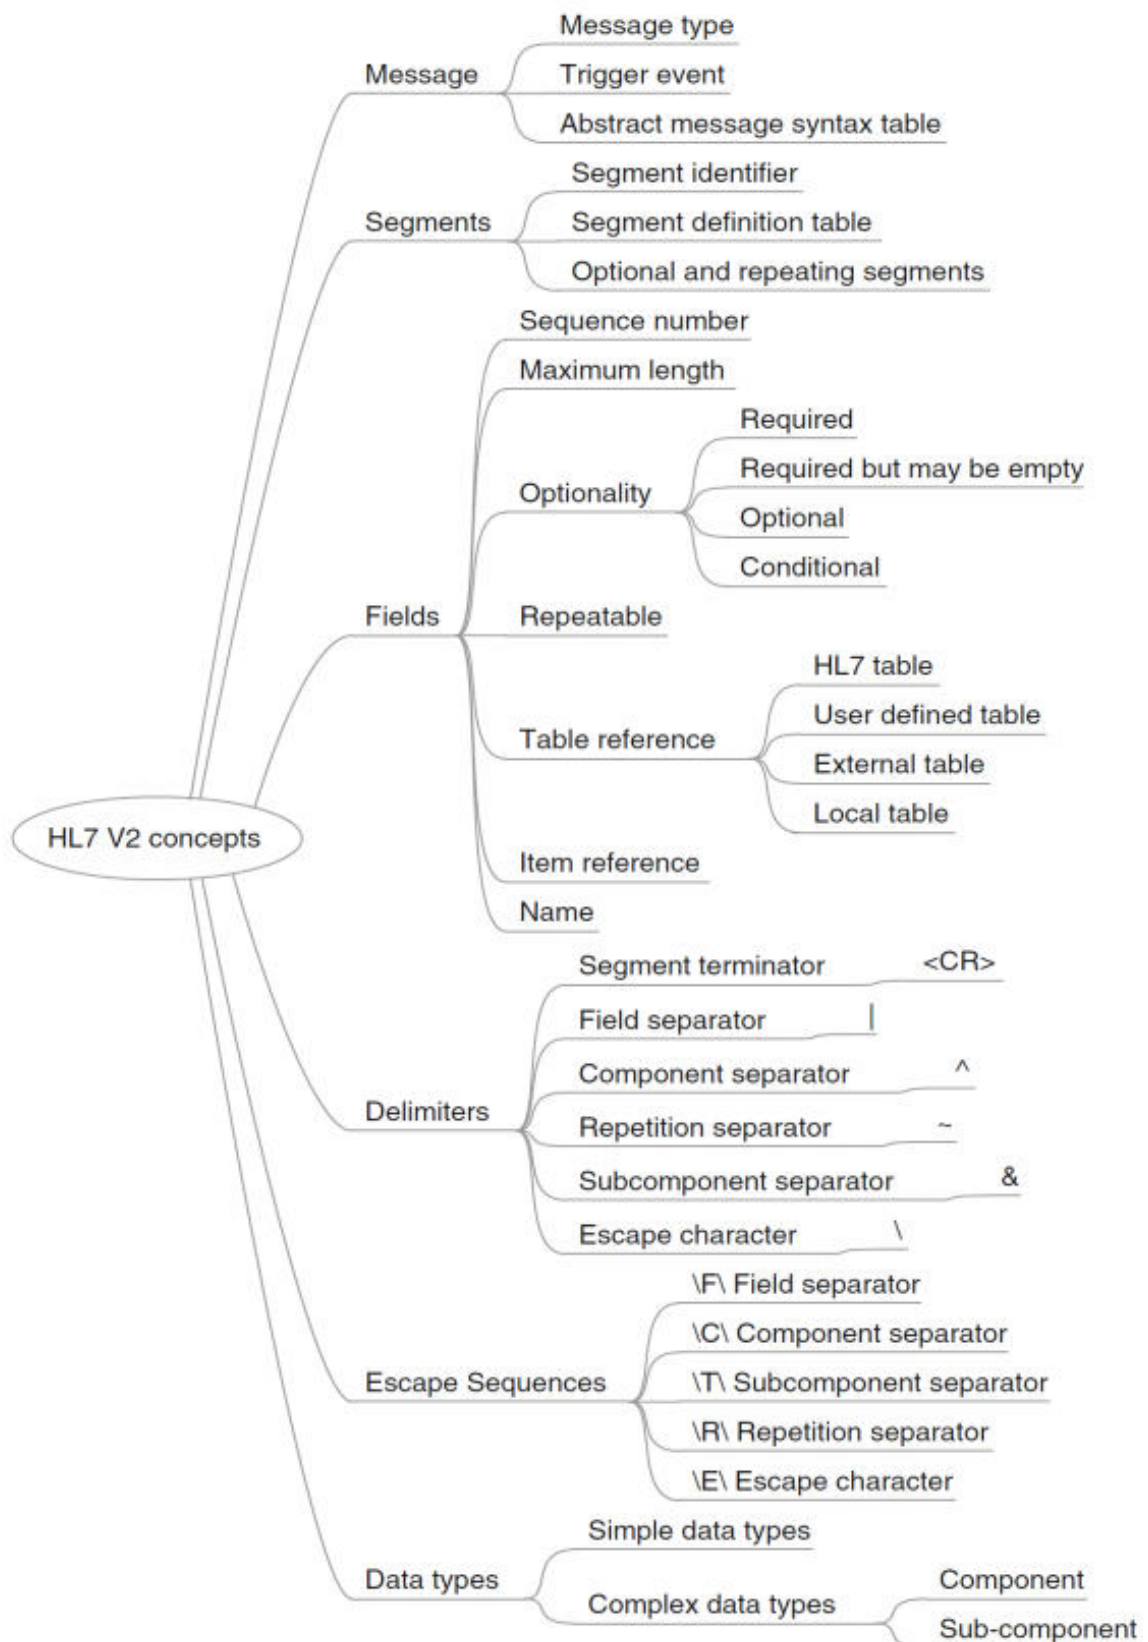 HL7 V2 concepts
Message
Message type
Trigger event
Abstract message syntax table
Segments
Segment identifier
Segment definition table
Optional and repeating segments
Fields
Sequence number
Maximum length
Optionality
Required
Required but may be empty
Optional
Conditional
Repeatable
Table reference
HL7 table
User defined table
External table
Local table
Item reference
Name
Delimiters
Segment terminator <CR>
Field separator |
Component separator ^
Repetition separator ~
Subcomponent separator &
Escape character \
Escape Sequences
\F\ Field separator
\C\ Component separator
\T\ Subcomponent separator
\R\ Repetition separator
\E\ Escape character
Data types
Simple data types
Complex data types
Component
Sub-component